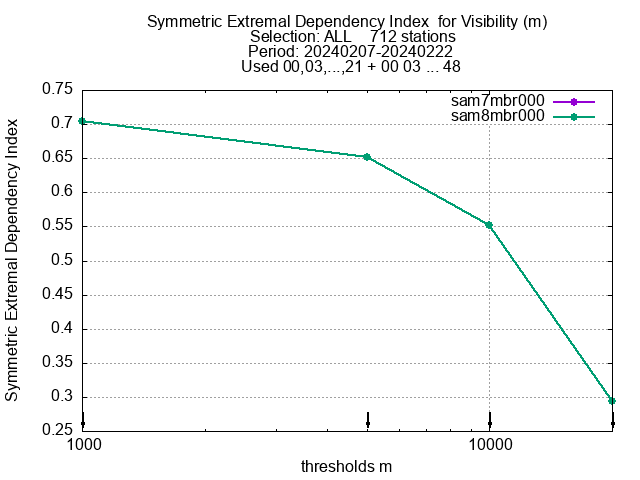 Symmetric Extremal Dependency Index  for Visibility (m)
Selection: ALL    712 stations
Period: 20240207-20240222
Used 00,03,...,21 + 00 03 ... 48
sam7mbr000
sam8mbr000
Symmetric Extremal Dependency Index
0.75
0.7
0.65
0.6
0.55
0.5
0.45
0.4
0.35
0.3
0.25
1000
10000
thresholds m